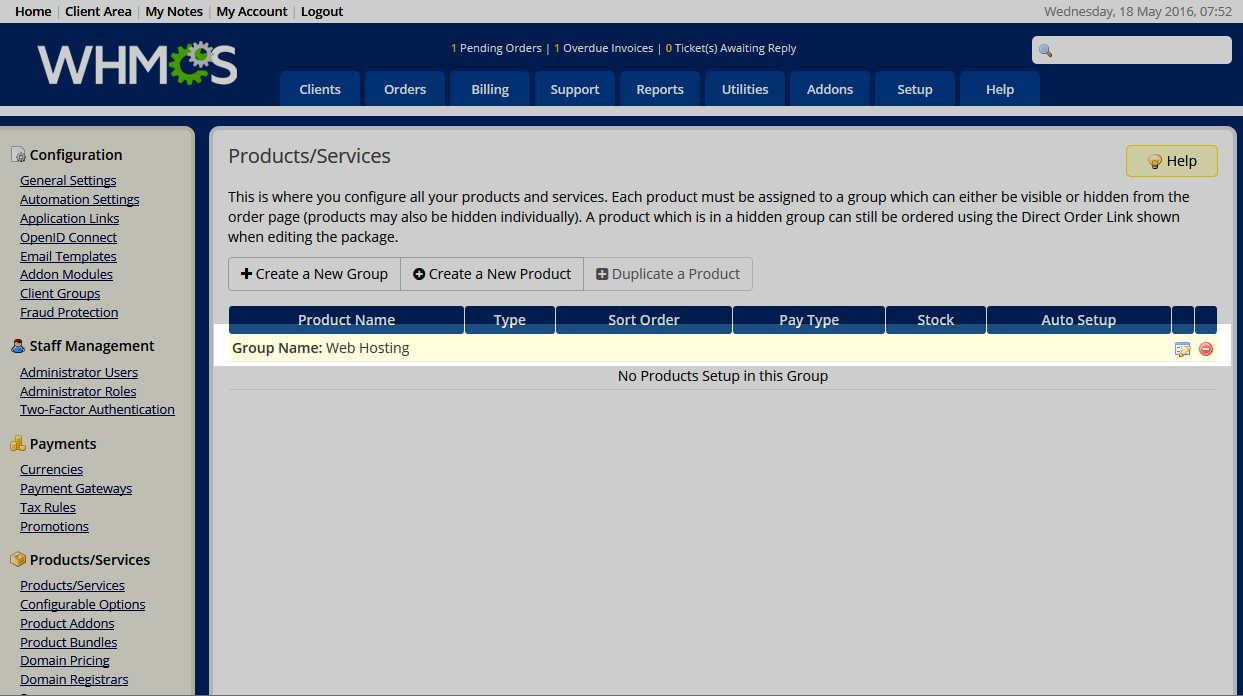 Home | Client Area | My Notes | My Account | Logout
Wednesday, 18 May 2016, 07:52
WHMCS
1 Pending Orders | 1 Overdue Invoices | 0 Ticket(s) Awaiting Reply
Clients Orders Billing Support Reports Utilities Addons Setup Help
Configuration
General Settings
Automation Settings
Application Links
OpenID Connect
Email Templates
Addon Modules
Client Groups
Fraud Protection
Staff Management
Administrator Users
Administrator Roles
Two-Factor Authentication
Payments
Currencies
Payment Gateways
Tax Rules
Promotions
Products/Services
Products/Services
Configurable Options
Product Addons
Product Bundles
Domain Pricing
Domain Registrars
Products/Services
Help
This is where you configure all your products and services. Each product must be assigned to a group which can either be visible or hidden from the
order page (products may also be hidden individually). A product which is in a hidden group can still be ordered using the Direct Order Link shown
when editing the package.
Create a New Group Create a New Product Duplicate a Product
Product Name Type Sort Order Pay Type Stock Auto Setup
Group Name: Web Hosting
No Products Setup in this Group